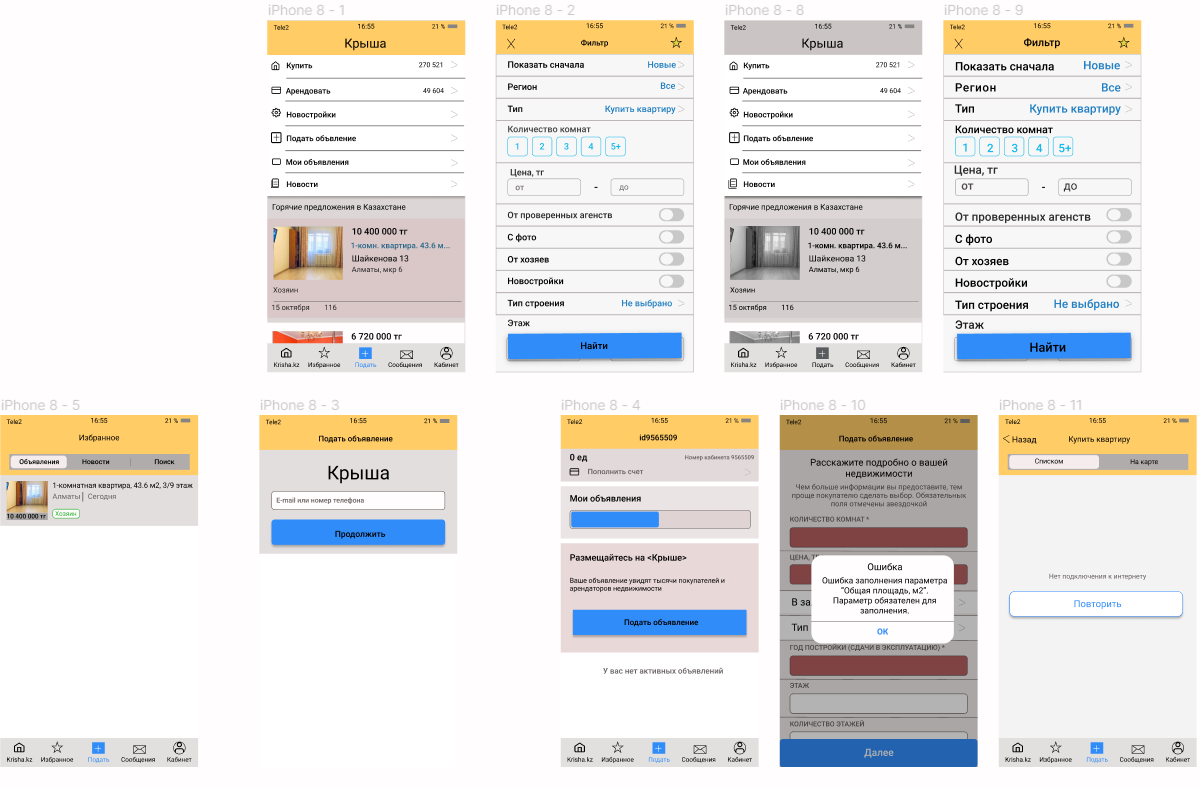 iPhone 8 - 1
Tele2 16:55 21 %
Крыша
Купить 270 521
Арендовать 49 604
Новостройки
Подать обьвление
Мои обьявления
Новости
Горячие предложения в Казахстане
10 400 000 тг
1-комн. квартира. 43.6 м...
Шайкенова 13
Алматы, мкр 6
Хозяин
15 октября 116
6 720 000 тг
Krisha.kz Избранное Подать Сообщения Кабинет
iPhone 8 - 2
Tele2 16:55 21 %
Фильтр
Показать сначала Новые
Регион Все
Тип Купить квартиру
Количество комнат
1 2 3 4 5+
Цена, тг
от - до
От проверенных агенств
С фото
От хозяев
Новостройки
Тип строения Не выбрано
Этаж
Найти
iPhone 8 - 8
Tele2 16:55 21 %
Крыша
Купить 270 521
Арендовать 49 604
Новостройки
Подать обьвление
Мои обьявления
Новости
Горячие предложения в Казахстане
10 400 000 тг
1-комн. квартира. 43.6 м...
Шайкенова 13
Алматы, мкр 6
Хозяин
15 октября 116
6 720 000 тг
Krisha.kz Избранное Подать Сообщения Кабинет
iPhone 8 - 9
Tele2 16:55 21 %
Фильтр
Показать сначала Новые
Регион Все
Тип Купить квартиру
Количество комнат
1 2 3 4 5+
Цена, тг
от - до
От проверенных агенств
С фото
От хозяев
Новостройки
Тип строения Не выбрано
Этаж
Найти
iPhone 8 - 5
Tele2 16:55 21 %
Избранное
Объявления Новости Поиск
1-комнатная квартира, 43.6 м2, 3/9 этаж
Алматы Сегодня
10 400 000 тг Хозяин
Krisha.kz Избранное Подать Сообщения Кабинет
iPhone 8 - 3
Tele2 16:55 21 %
Подать объявление
Крыша
E-mail или номер телефона
Продолжить
iPhone 8 - 4
Tele2 16:55 21 %
id9565509
0 ед Номер кабинета 9565509
Пополнить счет
Мои объявления
Размещайтесь на <Крыше>
Ваше объявление увидят тысячи покупателей и
арендаторов недвижимости
Подать объявление
У вас нет активных объявлений
Krisha.kz Избранное Подать Сообщения Кабинет
iPhone 8 - 10
Tele2 16:55 21 %
Подать объявление
Расскажите подробно о вашей
недвижимости
Чем больше информации вы предоставите, тем
проще покупателю сделать выбор. Обязательных
поля отмечены звездочкой
КОЛИЧЕСТВО КОМНАТ *
ЦЕНА, Т
Ошибка
Ошибка заполнения параметра
"Общая площадь, м2".
Параметр обязателен для
заполнения.
ОК
В за
Тип
ГОД ПОСТРОЙКИ (СДАЧИ В ЭКСПЛУАТАЦИЮ) *
ЭТАЖ
КОЛИЧЕСТВО ЭТАЖЕЙ
Далее
iPhone 8 - 11
Tele2 16:55 21 %
Назад Купить квартиру
Списком На карте
Нет подключения к интернету
Повторить
Krisha.kz Избранное Подать Сообщения Кабинет